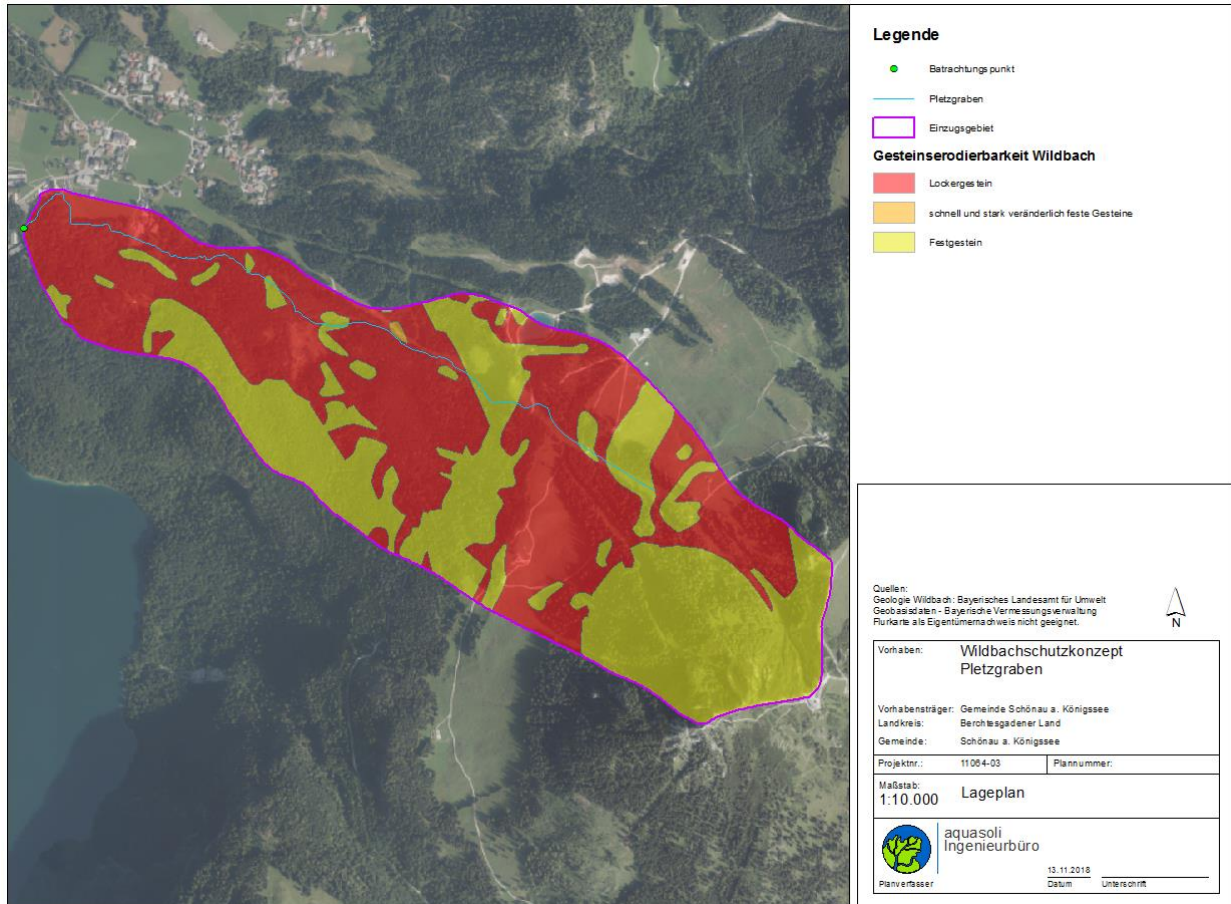 Legende
Batrachtungspunkt
Pletzgraben
Einzugsgebiet
Gesteinserodierbarkeit Wildbach
Lockergestein
schnell und stark veränderlich feste Gesteine
Festgestein
Quellen:
Geologie Wildbach: Bayerisches Landesamt für Umwelt
Geobasisdaten - Bayerische Vermessungsverwaltung
Flurkarte als Eigentümernachweis nicht geeignet.
N
Vorhaben: Wildbachschutzkonzept
Pletzgraben
Vorhabensträger: Gemeinde Schönau a. Königssee
Landkreis: Berchtesgadener Land
Gemeinde: Schönau a. Königssee
Projektnr.: 11064-03 Plannummer:
Maßstab:
1:10.000 Lageplan
aquasoli
Ingenieurbüro
13.11.2018
Planverfasser Datum Unterschrift